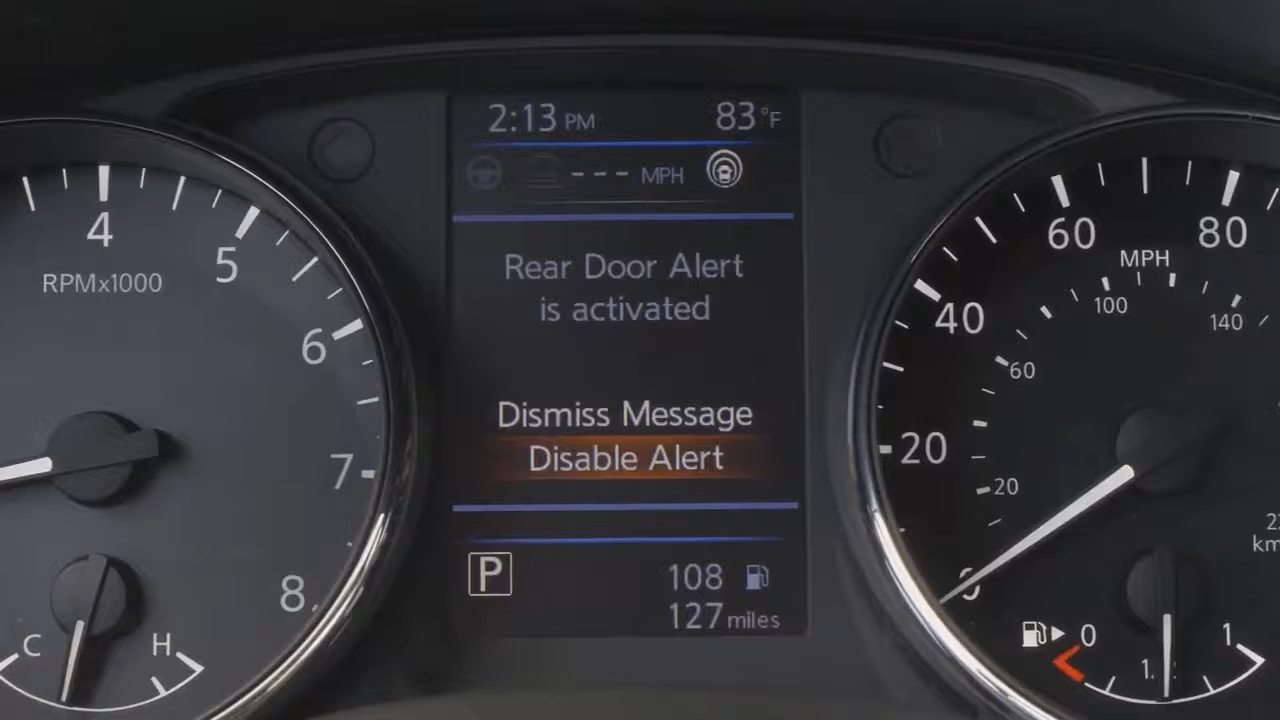 2:13 PM 83 °F
--- MPH
Rear Door Alert
is activated
Dismiss Message
Disable Alert
P 108
127 miles
4
5
6
7
8
RPMx1000
C H
0
20
40
60
80
MPH
20
60
100
140
km
0 1